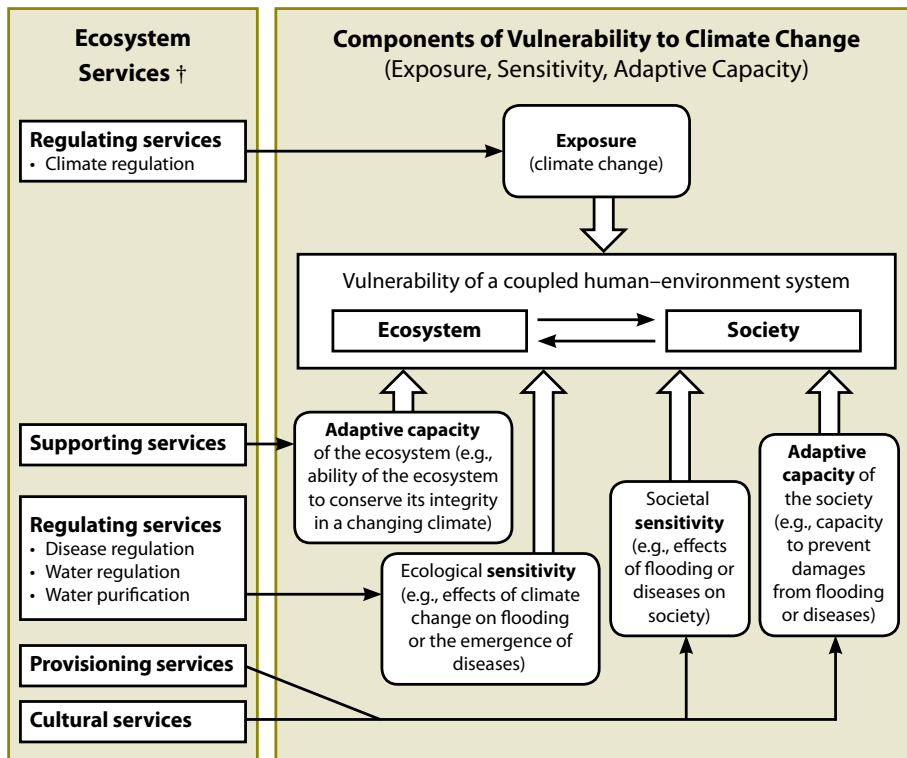 Ecosystem
Services †
Regulating services
• Climate regulation
Supporting services
Regulating services
• Disease regulation
• Water regulation
• Water purification
Provisioning services
Cultural services
Components of Vulnerability to Climate Change
(Exposure, Sensitivity, Adaptive Capacity)
Exposure
(climate change)
Vulnerability of a coupled human–environment system
Ecosystem
Society
Adaptive capacity
of the ecosystem (e.g.,
ability of the ecosystem
to conserve its integrity
in a changing climate)
Ecological sensitivity
(e.g., effects of climate
change on flooding
or the emergence of
diseases)
Societal
sensitivity
(e.g., effects
of flooding or
diseases on
society)
Adaptive
capacity of
the society
(e.g., capacity
to prevent
damages
from flooding
or diseases)